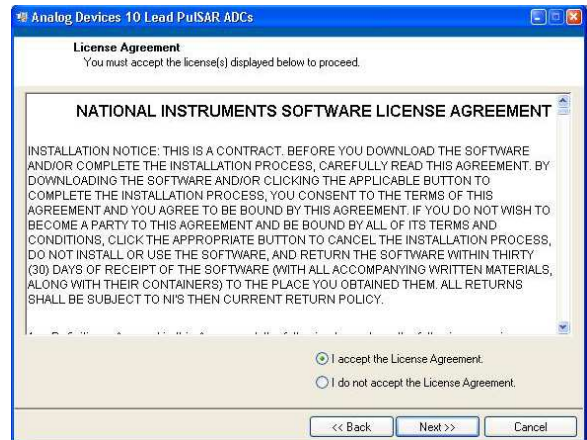 Analog Devices 10 Lead PulSAR ADCs
License Agreement
You must accept the license(s) displayed below to proceed.
NATIONAL INSTRUMENTS SOFTWARE LICENSE AGREEMENT
INSTALLATION NOTICE: THIS IS A CONTRACT. BEFORE YOU DOWNLOAD THE SOFTWARE
AND/OR COMPLETE THE INSTALLATION PROCESS, CAREFULLY READ THIS AGREEMENT. BY
DOWNLOADING THE SOFTWARE AND/OR CLICKING THE APPLICABLE BUTTON TO
COMPLETE THE INSTALLATION PROCESS, YOU CONSENT TO THE TERMS OF THIS
AGREEMENT AND YOU AGREE TO BE BOUND BY THIS AGREEMENT. IF YOU DO NOT WISH TO
BECOME A PARTY TO THIS AGREEMENT AND BE BOUND BY ALL OF ITS TERMS AND
CONDITIONS, CLICK THE APPROPRIATE BUTTON TO CANCEL THE INSTALLATION PROCESS,
DO NOT INSTALL OR USE THE SOFTWARE, AND RETURN THE SOFTWARE WITHIN THIRTY
(30) DAYS OF RECEIPT OF THE SOFTWARE (WITH ALL ACCOMPANYING WRITTEN MATERIALS,
ALONG WITH THEIR CONTAINERS) TO THE PLACE YOU OBTAINED THEM. ALL RETURNS
SHALL BE SUBJECT TO NI'S THEN CURRENT RETURN POLICY.
I accept the License Agreement.
I do not accept the License Agreement.
<< Back
Next >>
Cancel